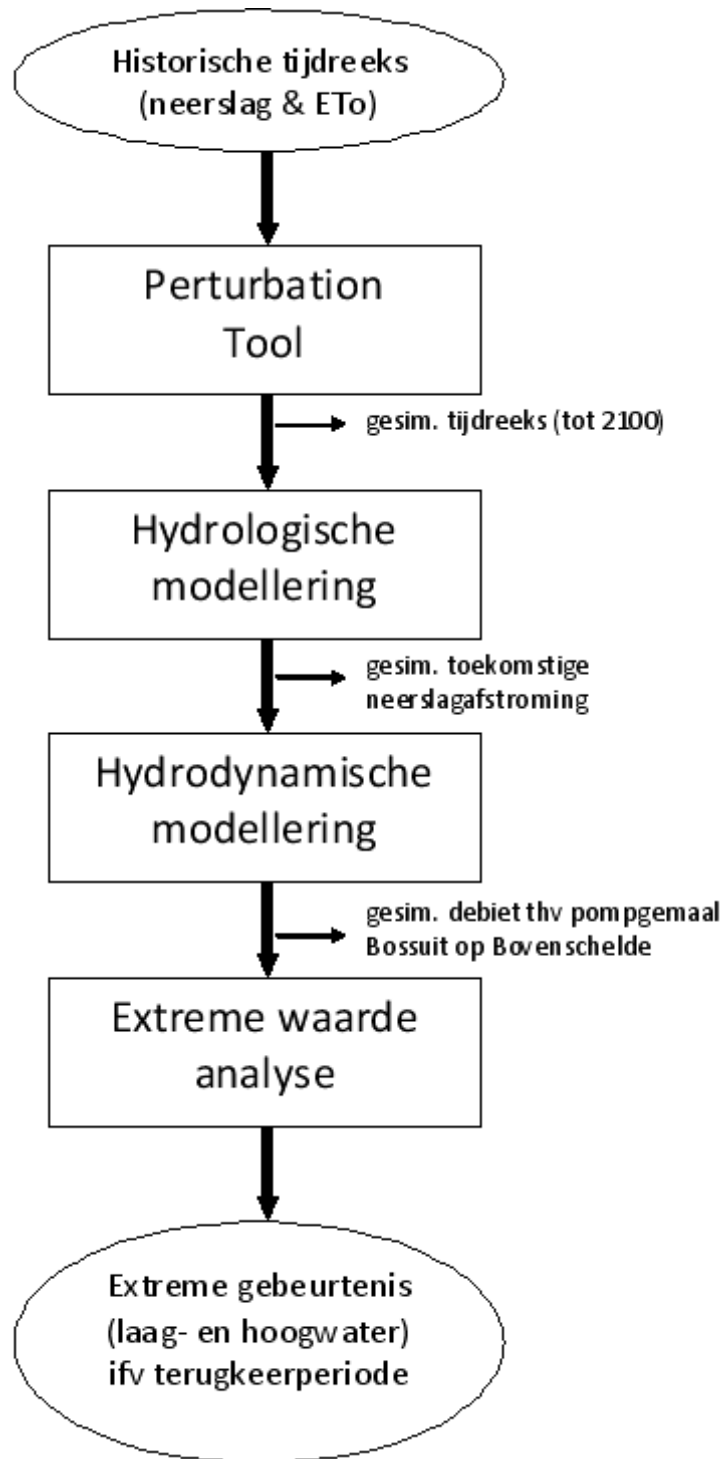 Historische tijdreeks
(neerslag & ETo)
Perturbation
Tool
gesim. tijdreeks (tot 2100)
Hydrologische
modellering
gesim. toekomstige
neerslagafstroming
Hydrodynamische
modellering
gesim. debiet thv pompgemaal
Bossuit op Bovenschelde
Extreme waarde
analyse
Extreme gebeurtenis
(laag- en hoogwater)
ifv terugkeerperiode